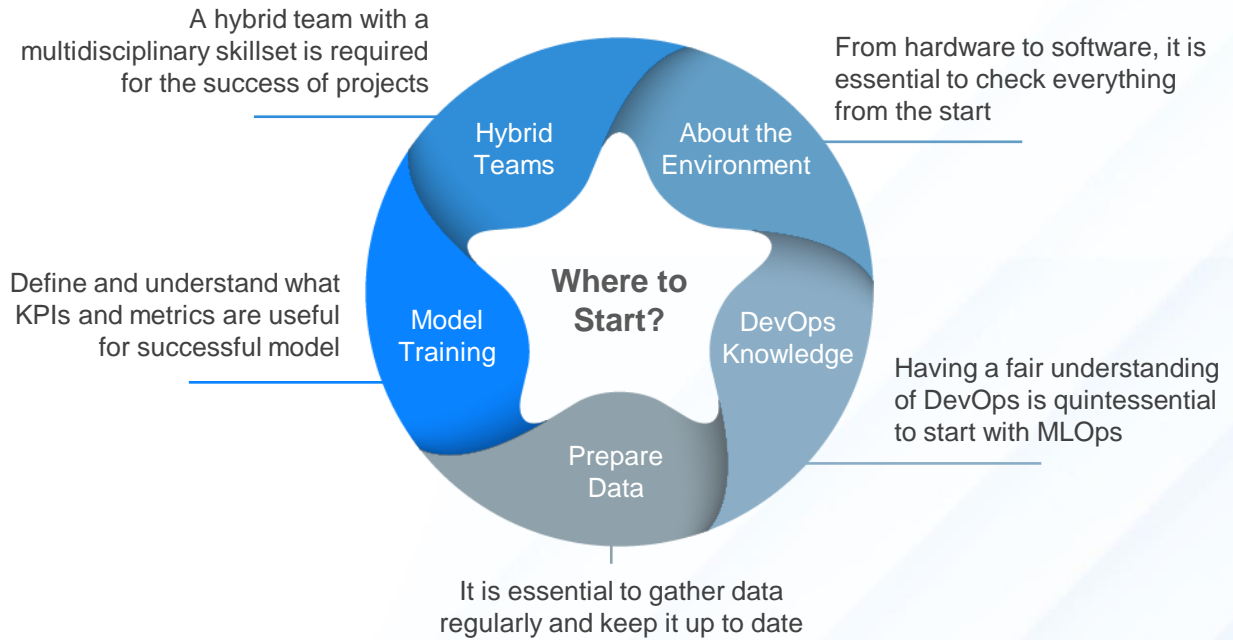 A hybrid team with a
multidisciplinary skillset is required
for the success of projects
From hardware to software, it is
essential to check everything
from the start
Hybrid
Teams
About the
Environment
Define and understand what
KPIs and metrics are useful
for successful model
Model
Training
Where to
Start?
DevOps
Knowledge
Having a fair understanding
of DevOps is quintessential
to start with MLOps
Prepare
Data
It is essential to gather data
regularly and keep it up to date